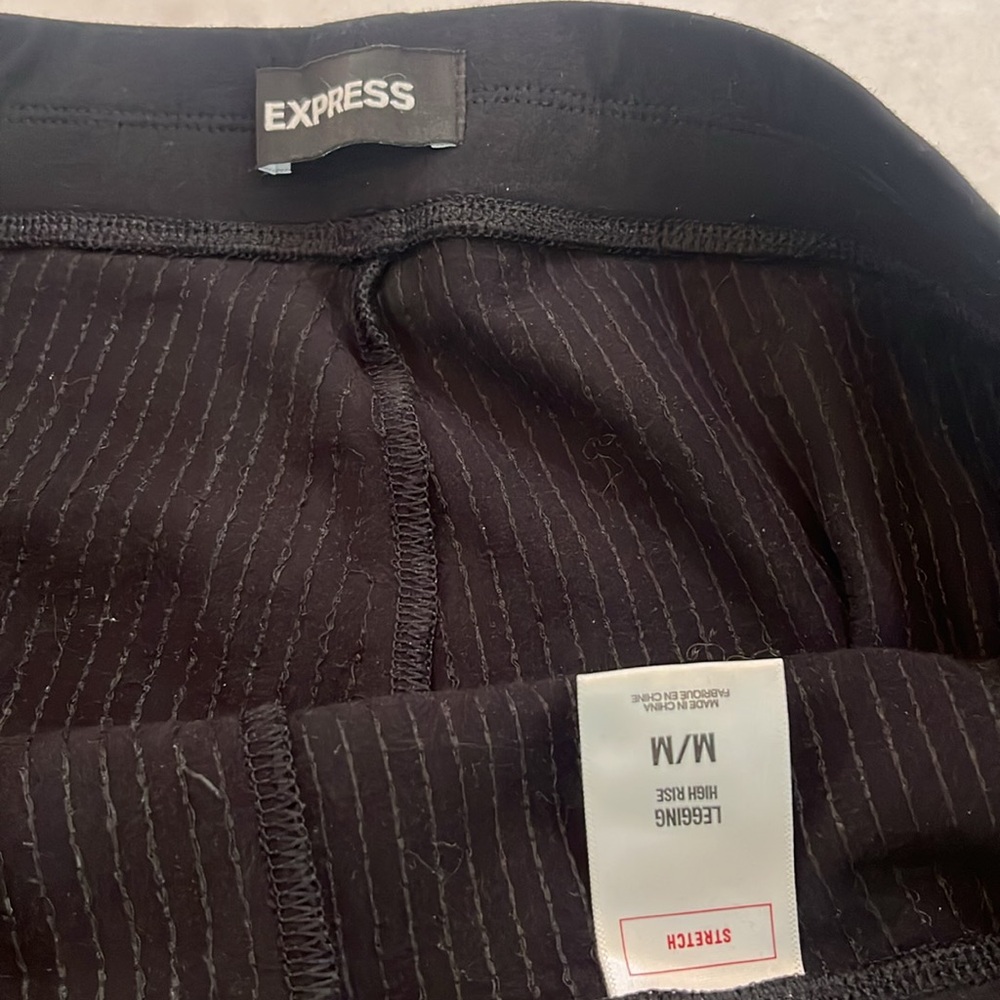 EXPRESS
STRETCH
LEGGING
HIGH RISE
M/M
MADE IN CHINA
FABRIQUÉ EN CHINE